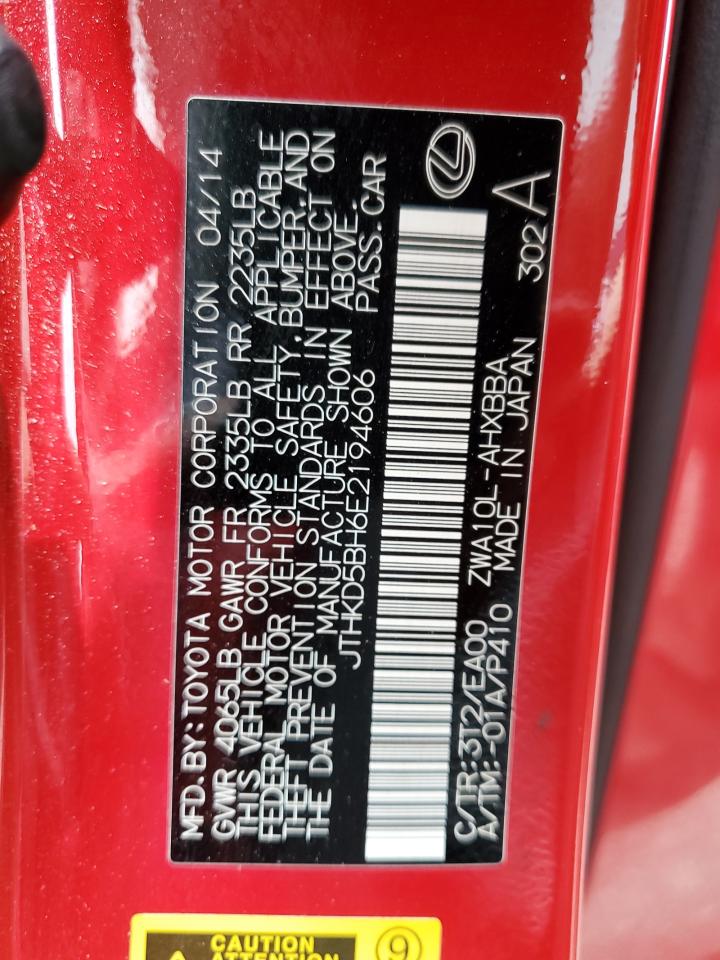 MFD.BY:TOYOTA MOTOR CORPORATION 04/14
GVWR 4065LB GAWR FR 2335LB RR 2235LB
THIS VEHICLE CONFORMS TO ALL APPLICABLE
FEDERAL MOTOR VEHICLE SAFETY,BUMPER,AND
THEFT PREVENTION STANDARDS IN EFFECT ON
THE DATE OF MANUFACTURE SHOWN ABOVE.
JTHKD5BH6E2194606 PASS.CAR
C/TR:3T2/EA00 ZWA10L-AHXBBA 302 A
A/TM:-01A/P410 MADE IN JAPAN
CAUTION
ATTENTION
9